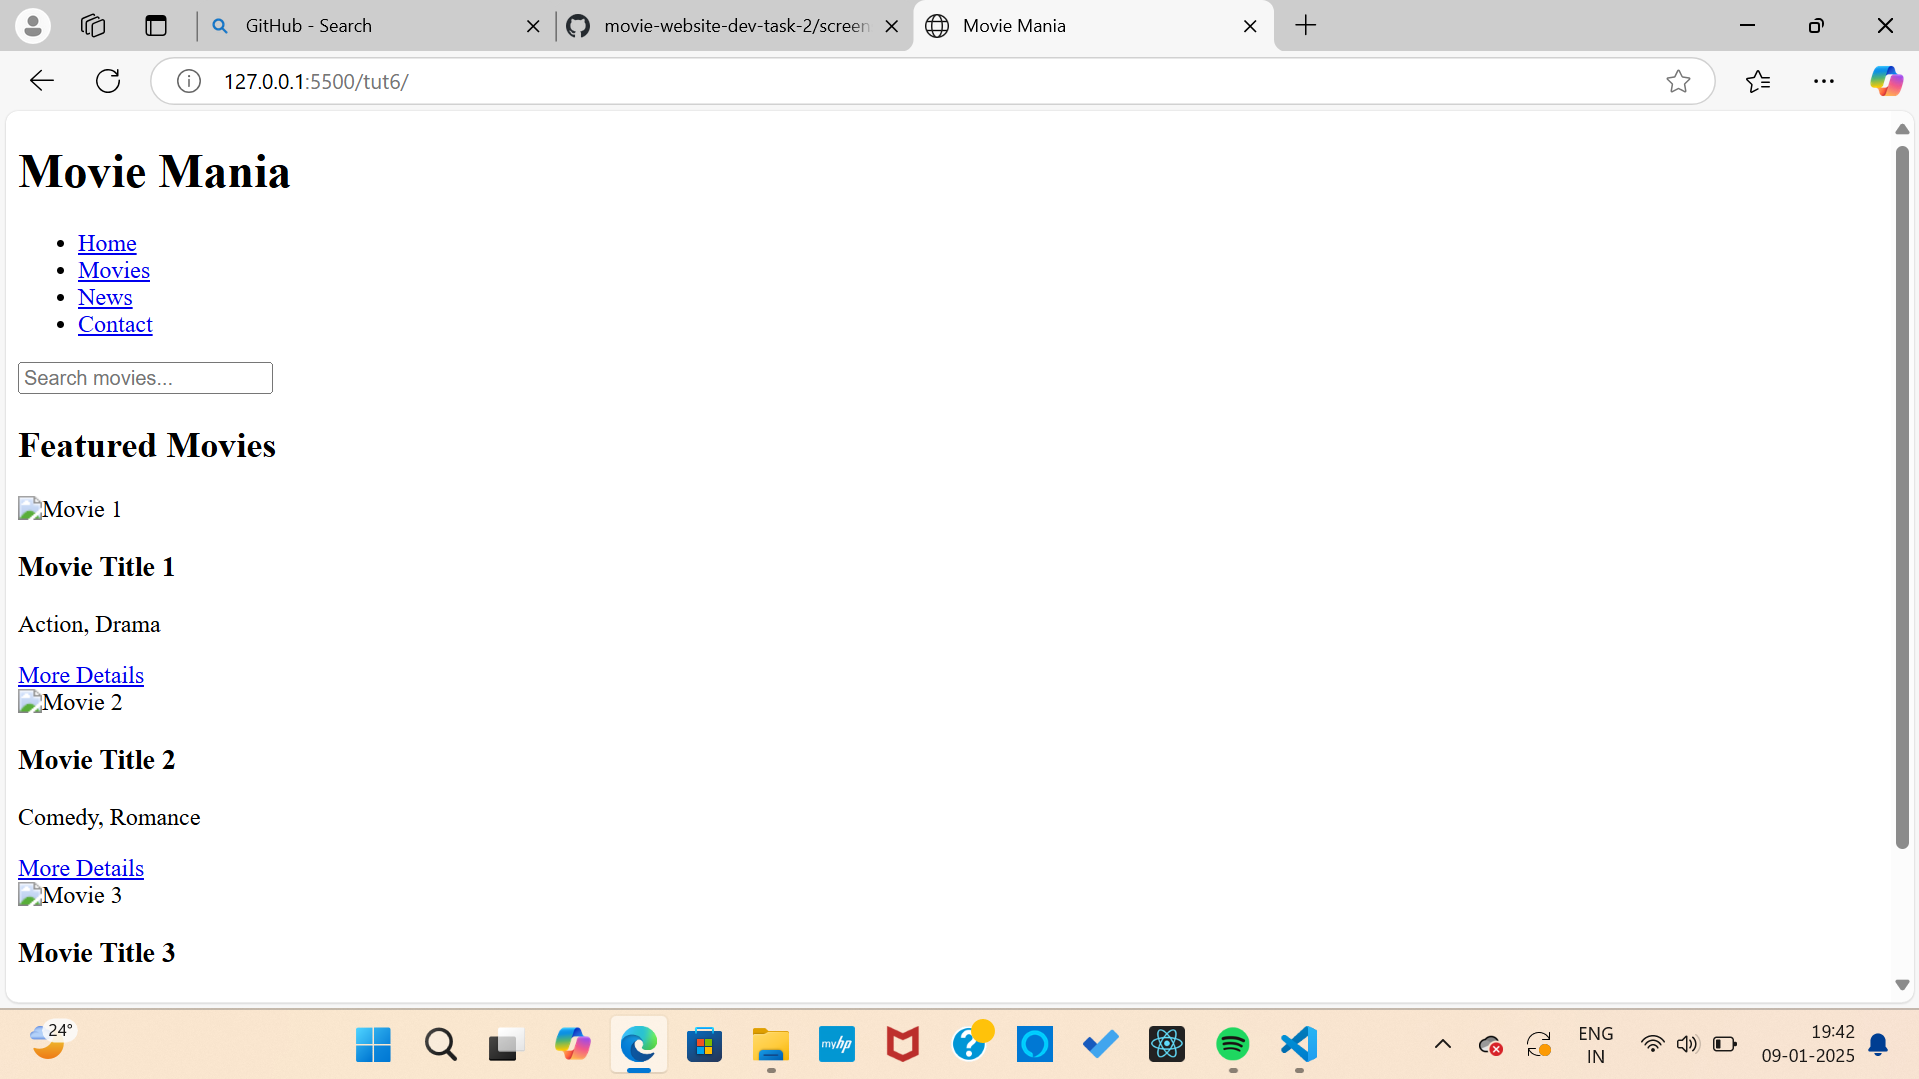 GitHub - Search
movie-website-dev-task-2/screen
Movie Mania
127.0.0.1:5500/tut6/
Movie Mania
Home
Movies
News
Contact
Search movies...
Featured Movies
Movie 1
Movie Title 1
Action, Drama
More Details
Movie 2
Movie Title 2
Comedy, Romance
More Details
Movie 3
Movie Title 3
24°
myhp
ENG
IN
19:42
09-01-2025